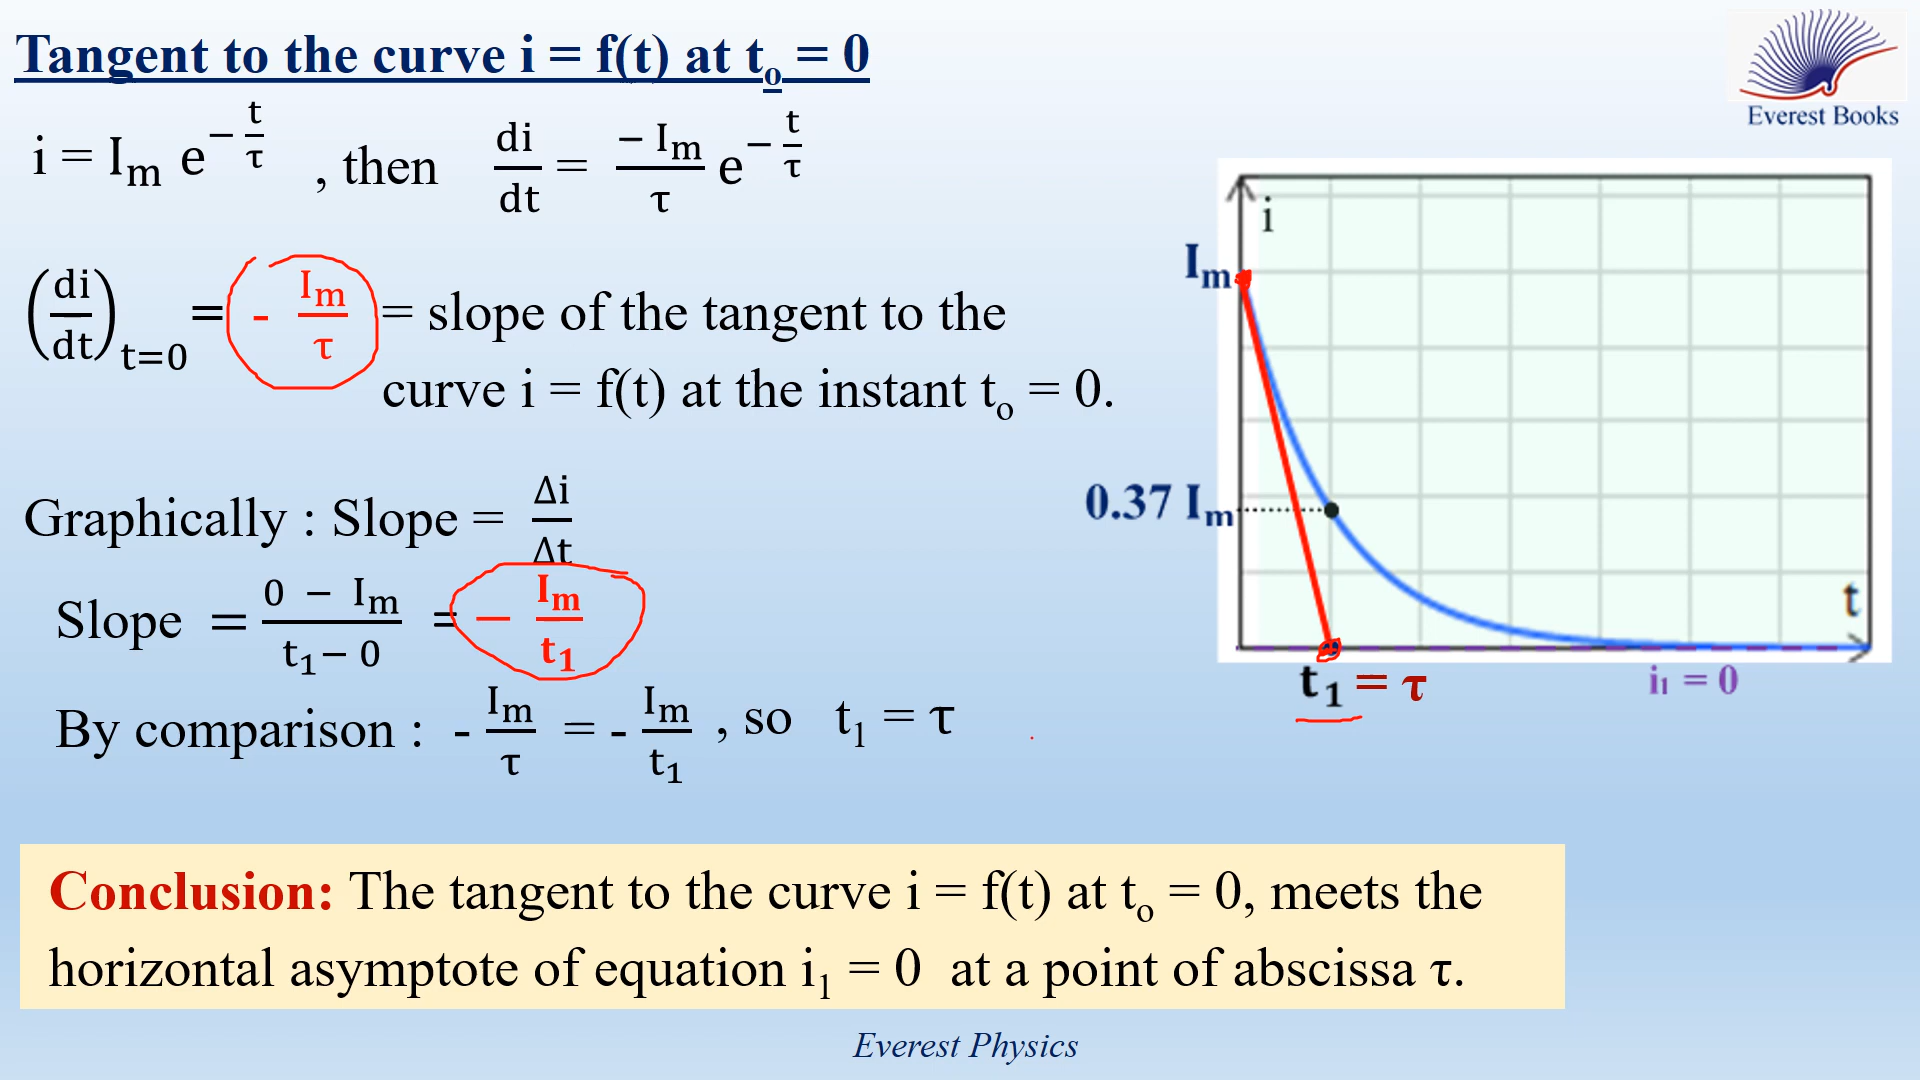 Tangent to the curve i = f(t) at tₒ = 0
Everest Books
i = Iₘ e^(− t/τ) , then di/dt = − Iₘ/τ e^(− t/τ)
(di/dt)ₜ₌₀ = - Iₘ/τ = slope of the tangent to the
curve i = f(t) at the instant tₒ = 0.
Graphically : Slope = Δi/Δt
Slope = 0 − Iₘ/t₁− 0 = − Iₘ/t₁
By comparison : - Iₘ/τ = - Iₘ/t₁ , so t₁ = τ
i
Iₘ
0.37 Iₘ
t
t₁ = τ
i₁ = 0
Conclusion: The tangent to the curve i = f(t) at tₒ = 0, meets the
horizontal asymptote of equation i₁ = 0 at a point of abscissa τ.
Everest Physics